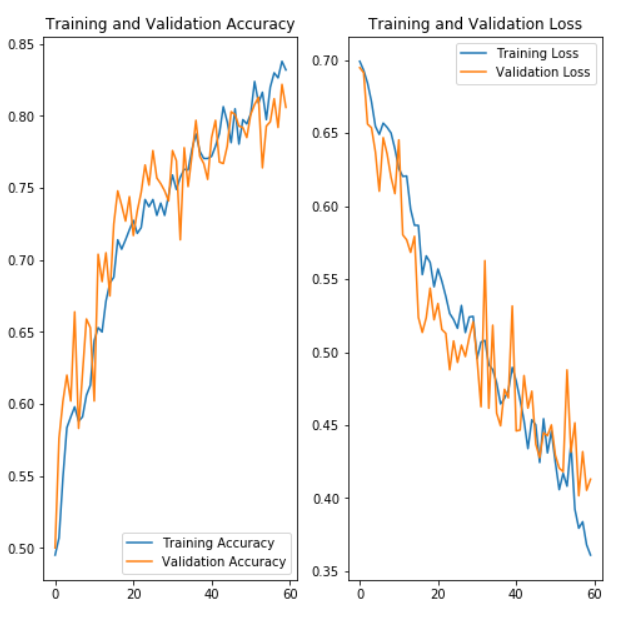 Training and Validation Accuracy
0.85
0.80
0.75
0.70
0.65
0.60
0.55
0.50
Training Accuracy
Validation Accuracy
0 20 40 60
Training and Validation Loss
0.70
0.65
0.60
0.55
0.50
0.45
0.40
0.35
Training Loss
Validation Loss
0 20 40 60